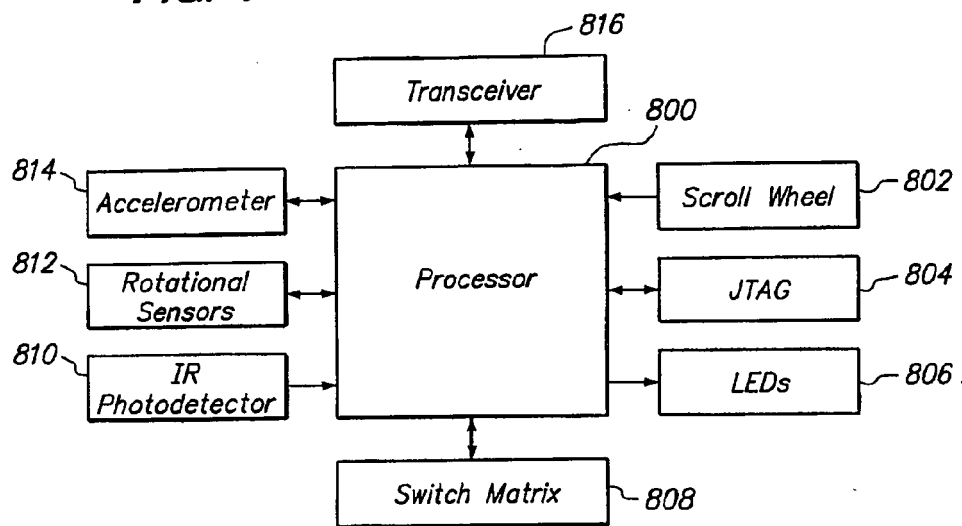 816
Transceiver
800
814
Accelerometer
Scroll Wheel
802
812
Rotational
Sensors
Processor
JTAG
804
810
IR
Photodetector
LEDs
806
Switch Matrix
808